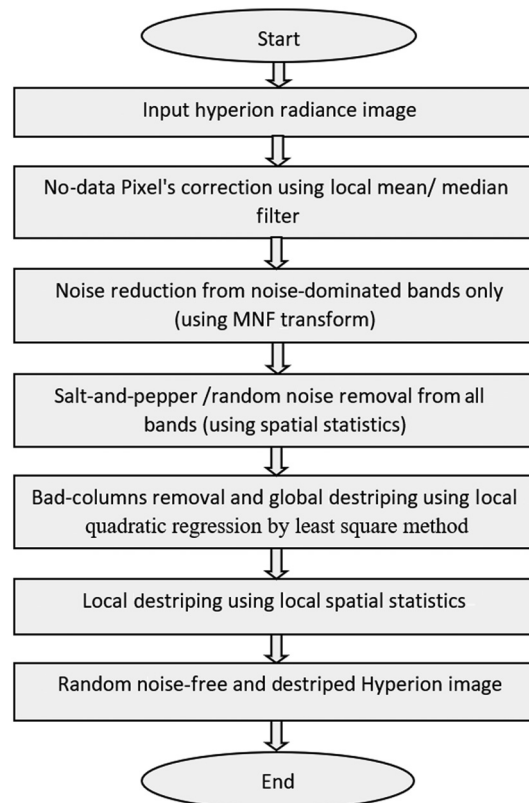 Start
Input hyperion radiance image
No-data Pixel's correction using local mean/ median
filter
Noise reduction from noise-dominated bands only
(using MNF transform)
Salt-and-pepper /random noise removal from all
bands (using spatial statistics)
Bad-columns removal and global destriping using local
quadratic regression by least square method
Local destriping using local spatial statistics
Random noise-free and destriped Hyperion image
End